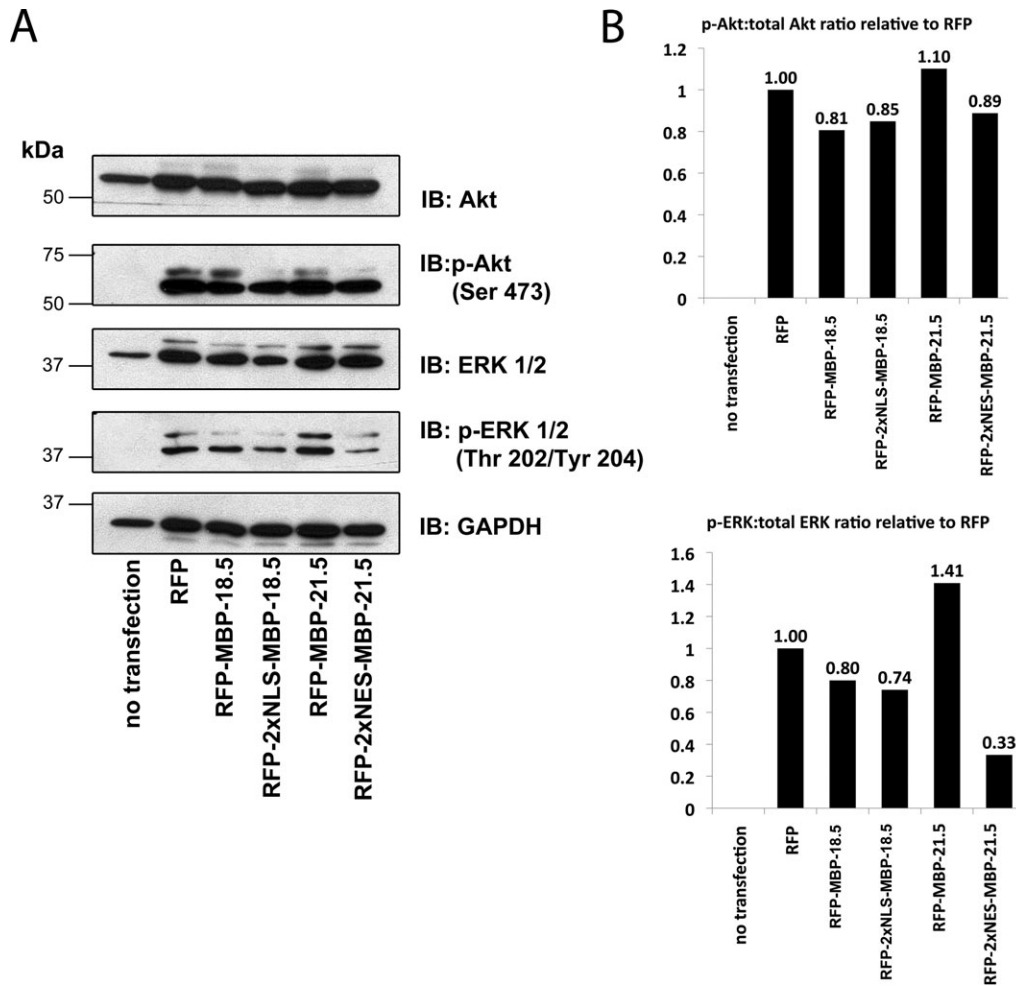 A
kDa
50
IB: Akt
75
50
IB:p-Akt
(Ser 473)
37
IB: ERK 1/2
37
IB: p-ERK 1/2
(Thr 202/Tyr 204)
37
IB: GAPDH
no transfection
RFP
RFP-MBP-18.5
RFP-2xNLS-MBP-18.5
RFP-MBP-21.5
RFP-2xNES-MBP-21.5
B
p-Akt:total Akt ratio relative to RFP
1.2
1
0.8
0.6
0.4
0.2
0
1.00
0.81
0.85
1.10
0.89
no transfection
RFP
RFP-MBP-18.5
RFP-2xNLS-MBP-18.5
RFP-MBP-21.5
RFP-2xNES-MBP-21.5
p-ERK:total ERK ratio relative to RFP
1.6
1.4
1.2
1
0.8
0.6
0.4
0.2
0
1.00
0.80
0.74
1.41
0.33
no transfection
RFP
RFP-MBP-18.5
RFP-2xNLS-MBP-18.5
RFP-MBP-21.5
RFP-2xNES-MBP-21.5